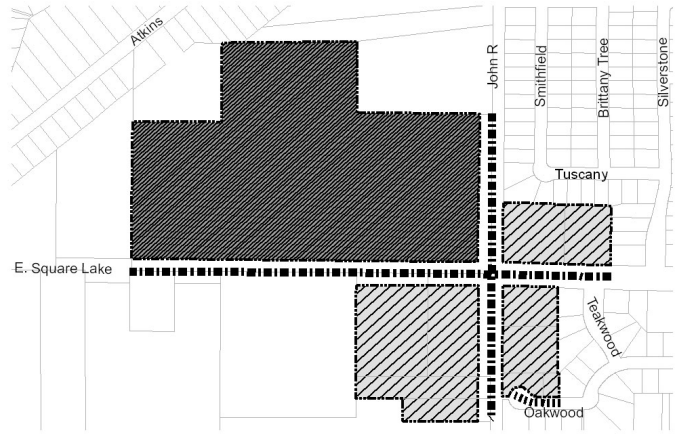 Atkins
John R
Smithfield
Brittany Tree
Silverstone
Tuscany
E. Square Lake
Teakwood
Oakwood